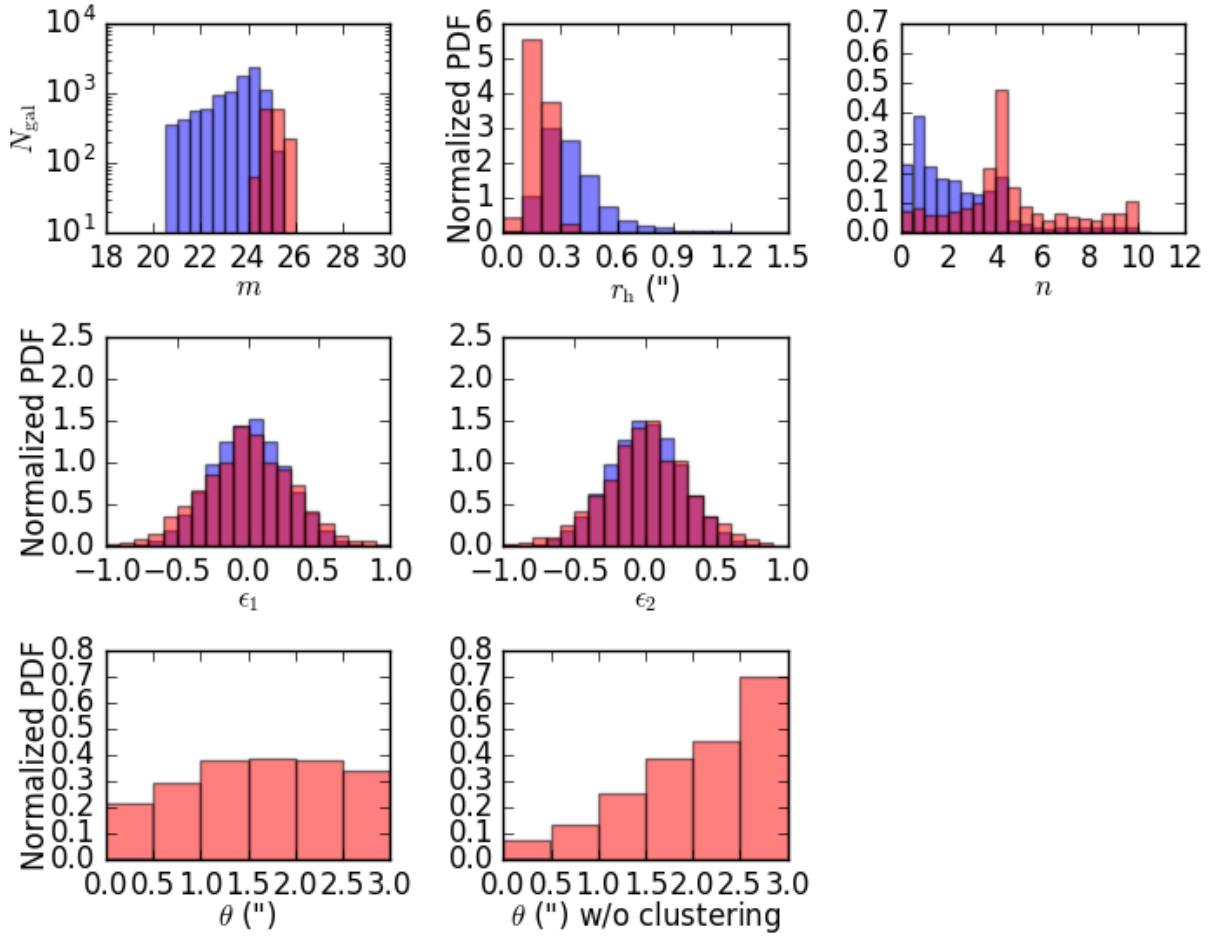 10⁴
10³
10²
10¹
N_gal
18 20 22 24 26 28 30
m
6
5
4
3
2
1
0
Normalized PDF
0.0 0.3 0.6 0.9 1.2 1.5
r_h (")
0.7
0.6
0.5
0.4
0.3
0.2
0.1
0.0
0 2 4 6 8 10 12
n
2.5
2.0
1.5
1.0
0.5
0.0
Normalized PDF
−1.0 −0.5 0.0 0.5 1.0
ϵ₁
2.5
2.0
1.5
1.0
0.5
0.0
−1.0 −0.5 0.0 0.5 1.0
ϵ₂
0.8
0.7
0.6
0.5
0.4
0.3
0.2
0.1
0.0
Normalized PDF
0.0 0.5 1.0 1.5 2.0 2.5 3.0
θ (")
0.8
0.7
0.6
0.5
0.4
0.3
0.2
0.1
0.0
0.0 0.5 1.0 1.5 2.0 2.5 3.0
θ (") w/o clustering